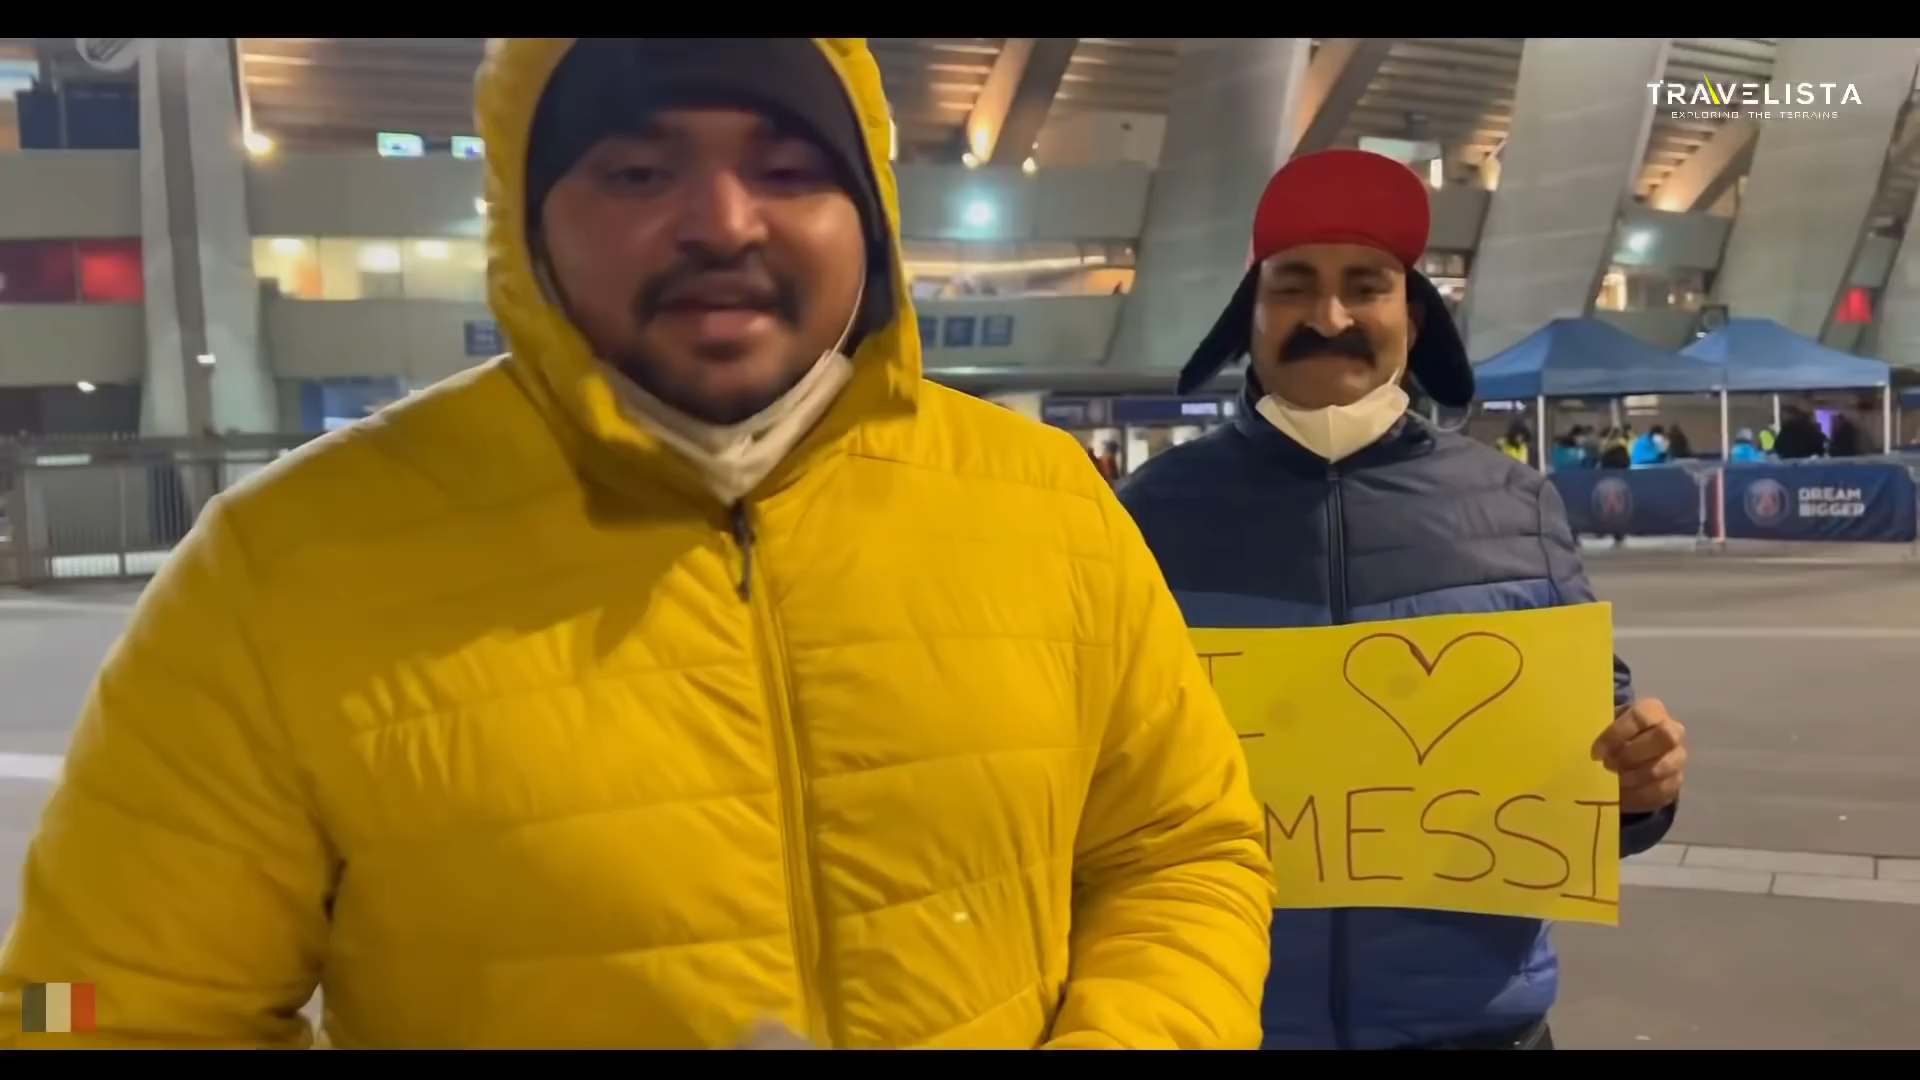 TRAVELISTA
EXPLORING THE TERRAINS
DREAM
BIGGER
I
MESSI